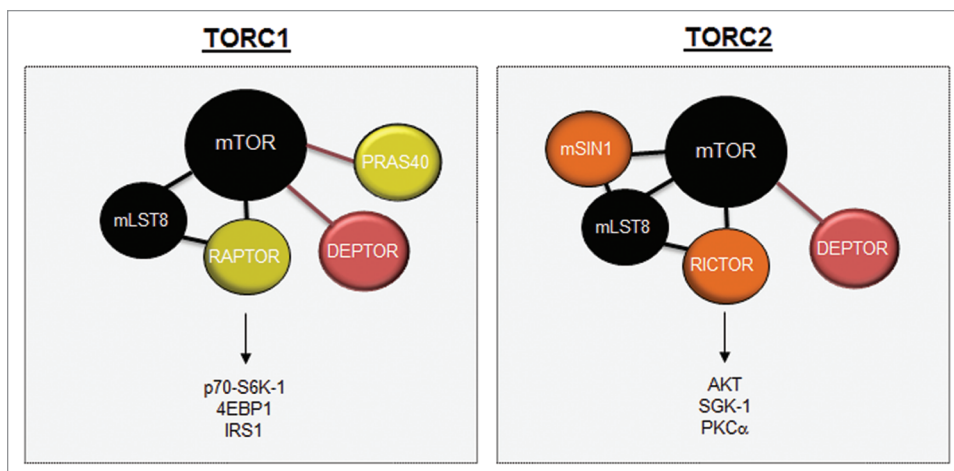 TORC1
mTOR
PRAS40
mLST8
RAPTOR
DEPTOR
p70-S6K-1
4EBP1
IRS1
TORC2
mSIN1
mTOR
mLST8
RICTOR
DEPTOR
AKT
SGK-1
PKCα